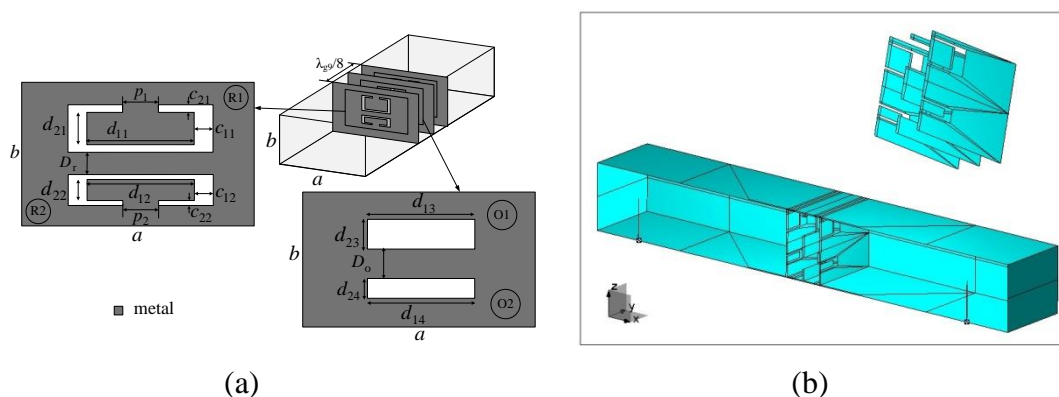 p1
c21
R1
d21
d11
c11
b
Dr
d22
d12
c12
R2
p2
c22
a
λg9/8
b
a
d13
O1
d23
b
Do
d24
O2
d14
a
metal
z
y
x
(a)
(b)